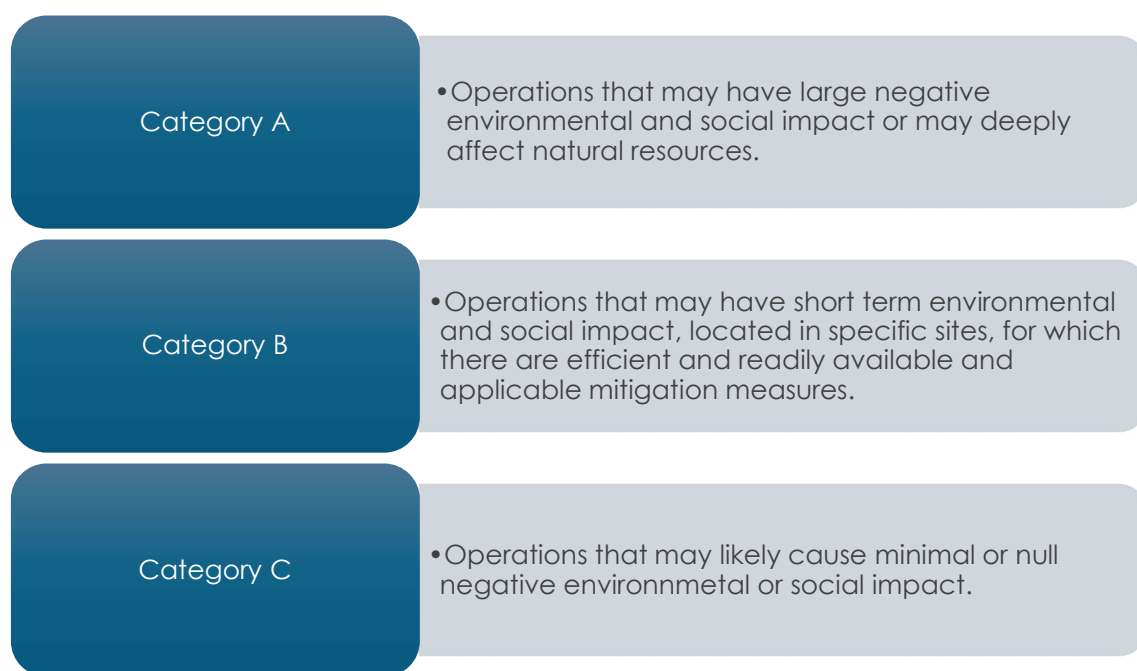 Category A
•Operations that may have large negative
environmental and social impact or may deeply
affect natural resources.
Category B
•Operations that may have short term environmental
and social impact, located in specific sites, for which
there are efficient and readily available and
applicable mitigation measures.
Category C
•Operations that may likely cause minimal or null
negative environnmetal or social impact.